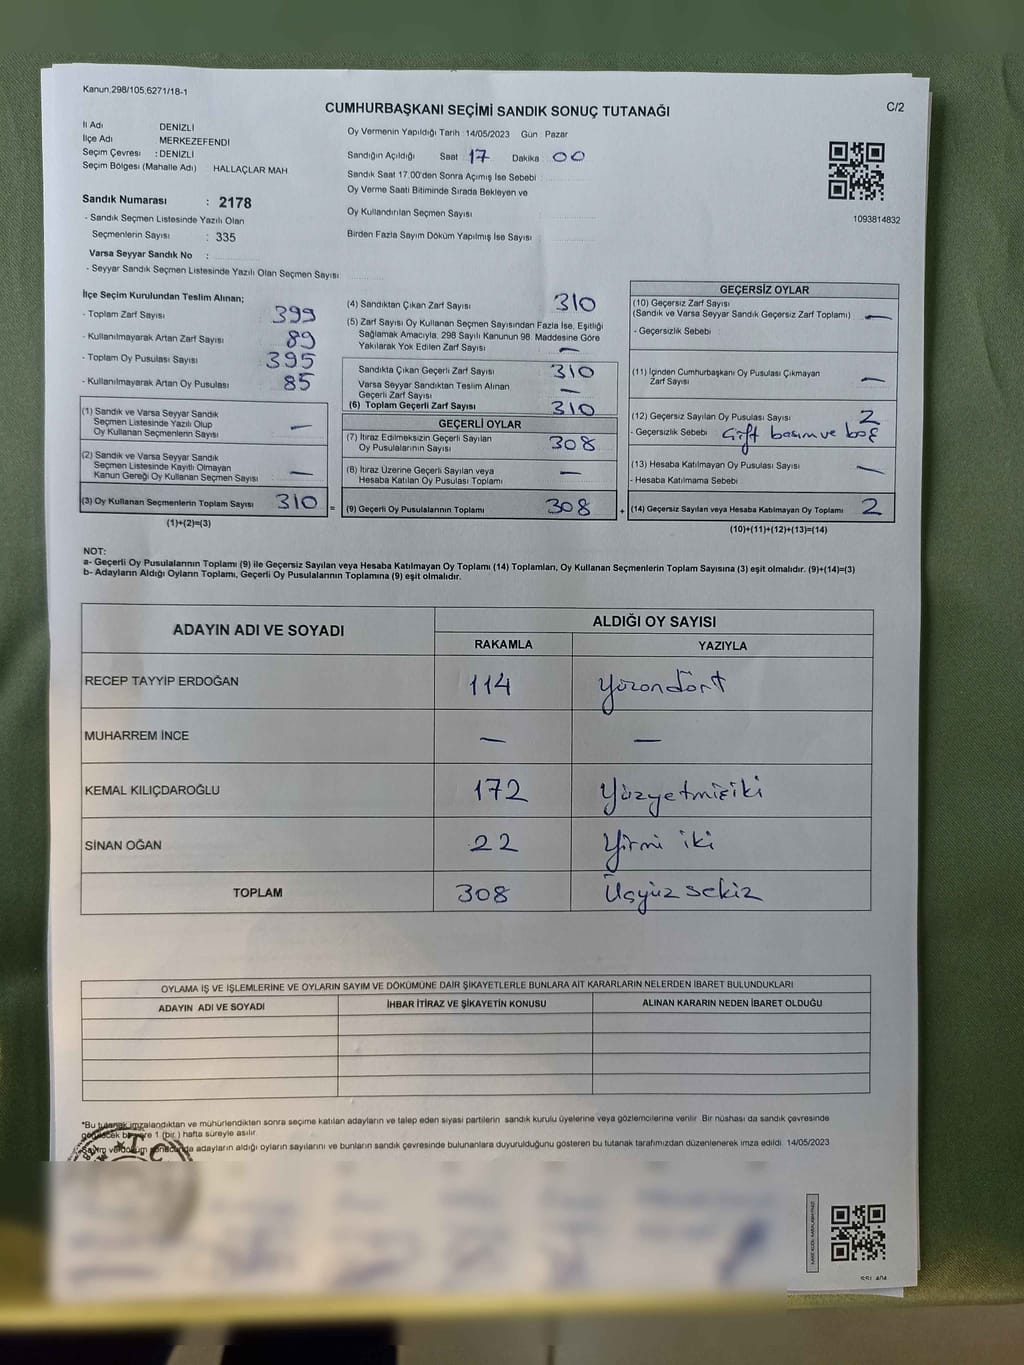 Kanun.298/105,6271/18-1
CUMHURBAŞKANI SEÇİMİ SANDIK SONUÇ TUTANAĞI
C/2
İl Adı DENİZLİ
İlçe Adı MERKEZEFENDİ
Seçim Çevresi : DENİZLİ
Seçim Bölgesi (Mahalle Adı) HALLAÇLAR MAH
Sandık Numarası : 2178
- Sandık Seçmen Listesinde Yazılı Olan
Seçmenlerin Sayısı : 335
Varsa Seyyar Sandık No :
- Seyyar Sandık Seçmen Listesinde Yazılı Olan Seçmen Sayısı:
Oy Vermenin Yapıldığı Tarih : 14/05/2023 Gün : Pazar
Sandığın Açıldığı Saat 17 Dakika 00
Sandık Saat 17.00'den Sonra Açımış İse Sebebi :
Oy Verme Saati Bitiminde Sırada Bekleyen ve
Oy Kullandırılan Seçmen Sayısı
Birden Fazla Sayım Döküm Yapılmış İse Sayısı
1093814832
İlçe Seçim Kurulundan Teslim Alınan;
- Toplam Zarf Sayısı 399
- Kullanılmayarak Artan Zarf Sayısı 89
- Toplam Oy Pusulası Sayısı 395
- Kullanılmayarak Artan Oy Pusulası 85
(1) Sandık ve Varsa Seyyar Sandık
Seçmen Listesinde Yazılı Olup
Oy Kullanan Seçmenlerin Sayısı —
(2) Sandık ve Varsa Seyyar Sandık
Seçmen Listesinde Kayıtlı Olmayan
Kanun Gereği Oy Kullanan Seçmen Sayısı —
(3) Oy Kullanan Seçmenlerin Toplam Sayısı 310 =
(1)+(2)=(3)
(4) Sandıktan Çıkan Zarf Sayısı 310
(5) Zarf Sayısı Oy Kullanan Seçmen Sayısından Fazla İse, Eşitliği
Sağlamak Amacıyla, 298 Sayılı Kanunun 98. Maddesine Göre
Yakılarak Yok Edilen Zarf Sayısı —
Sandıkta Çıkan Geçerli Zarf Sayısı 310
Varsa Seyyar Sandıktan Teslim Alınan
Geçerli Zarf Sayısı —
(6) Toplam Geçerli Zarf Sayısı 310
GEÇERLİ OYLAR
(7) İtiraz Edilmeksizin Geçerli Sayılan
Oy Pusulalarının Sayısı 308
(8) İtiraz Üzerine Geçerli Sayılan veya
Hesaba Katılan Oy Pusulası Toplamı —
(9) Geçerli Oy Pusulalarının Toplamı 308 +
GEÇERSİZ OYLAR
(10) Geçersiz Zarf Sayısı
(Sandık ve Varsa Seyyar Sandık Geçersiz Zarf Toplamı) —
- Geçersizlik Sebebi
(11) İçinden Cumhurbaşkanı Oy Pusulası Çıkmayan
Zarf Sayısı —
(12) Geçersiz Sayılan Oy Pusulası Sayısı 2
- Geçersizlik Sebebi Çift basım ve boş
(13) Hesaba Katılmayan Oy Pusulası Sayısı —
- Hesaba Katılmama Sebebi
(14) Geçersiz Sayılan veya Hesaba Katılmayan Oy Toplamı 2
(10)+(11)+(12)+(13)=(14)
NOT:
a- Geçerli Oy Pusulalarının Toplamı (9) ile Geçersiz Sayılan veya Hesaba Katılmayan Oy Toplamı (14) Toplamları, Oy Kullanan Seçmenlerin Toplam Sayısına (3) eşit olmalıdır. (9)+(14)=(3)
b- Adayların Aldığı Oyların Toplamı, Geçerli Oy Pusulalarının Toplamına (9) eşit olmalıdır.
ADAYIN ADI VE SOYADI ALDIĞI OY SAYISI
RAKAMLA YAZIYLA
RECEP TAYYİP ERDOĞAN 114 Yüzondört
MUHARREM İNCE — —
KEMAL KILIÇDAROĞLU 172 Yüzyetmişiki
SİNAN OĞAN 22 Yirmi iki
TOPLAM 308 Üçyüz sekiz
OYLAMA İŞ VE İŞLEMLERİNE VE OYLARIN SAYIM VE DÖKÜMÜNE DAİR ŞİKAYETLERLE BUNLARA AİT KARARLARIN NELERDEN İBARET BULUNDUKLARI
ADAYIN ADI VE SOYADI İHBAR İTİRAZ VE ŞİKAYETİN KONUSU ALINAN KARARIN NEDEN İBARET OLDUĞU
*Bu tutanak imzalandıktan ve mühürlendikten sonra seçime katılan adayların ve talep eden siyasi partilerin sandık kurulu üyelerine veya gözlemcilerine verilir. Bir nüshası da sandık çevresinde
1 (bir) hafta süreyle asılır.
adayların aldığı oyların sayılarını ve bunların sandık çevresinde bulunanlara duyurulduğunu gösteren bu tutanak tarafımızdan düzenlenerek imza edildi. 14/05/2023
T.C.